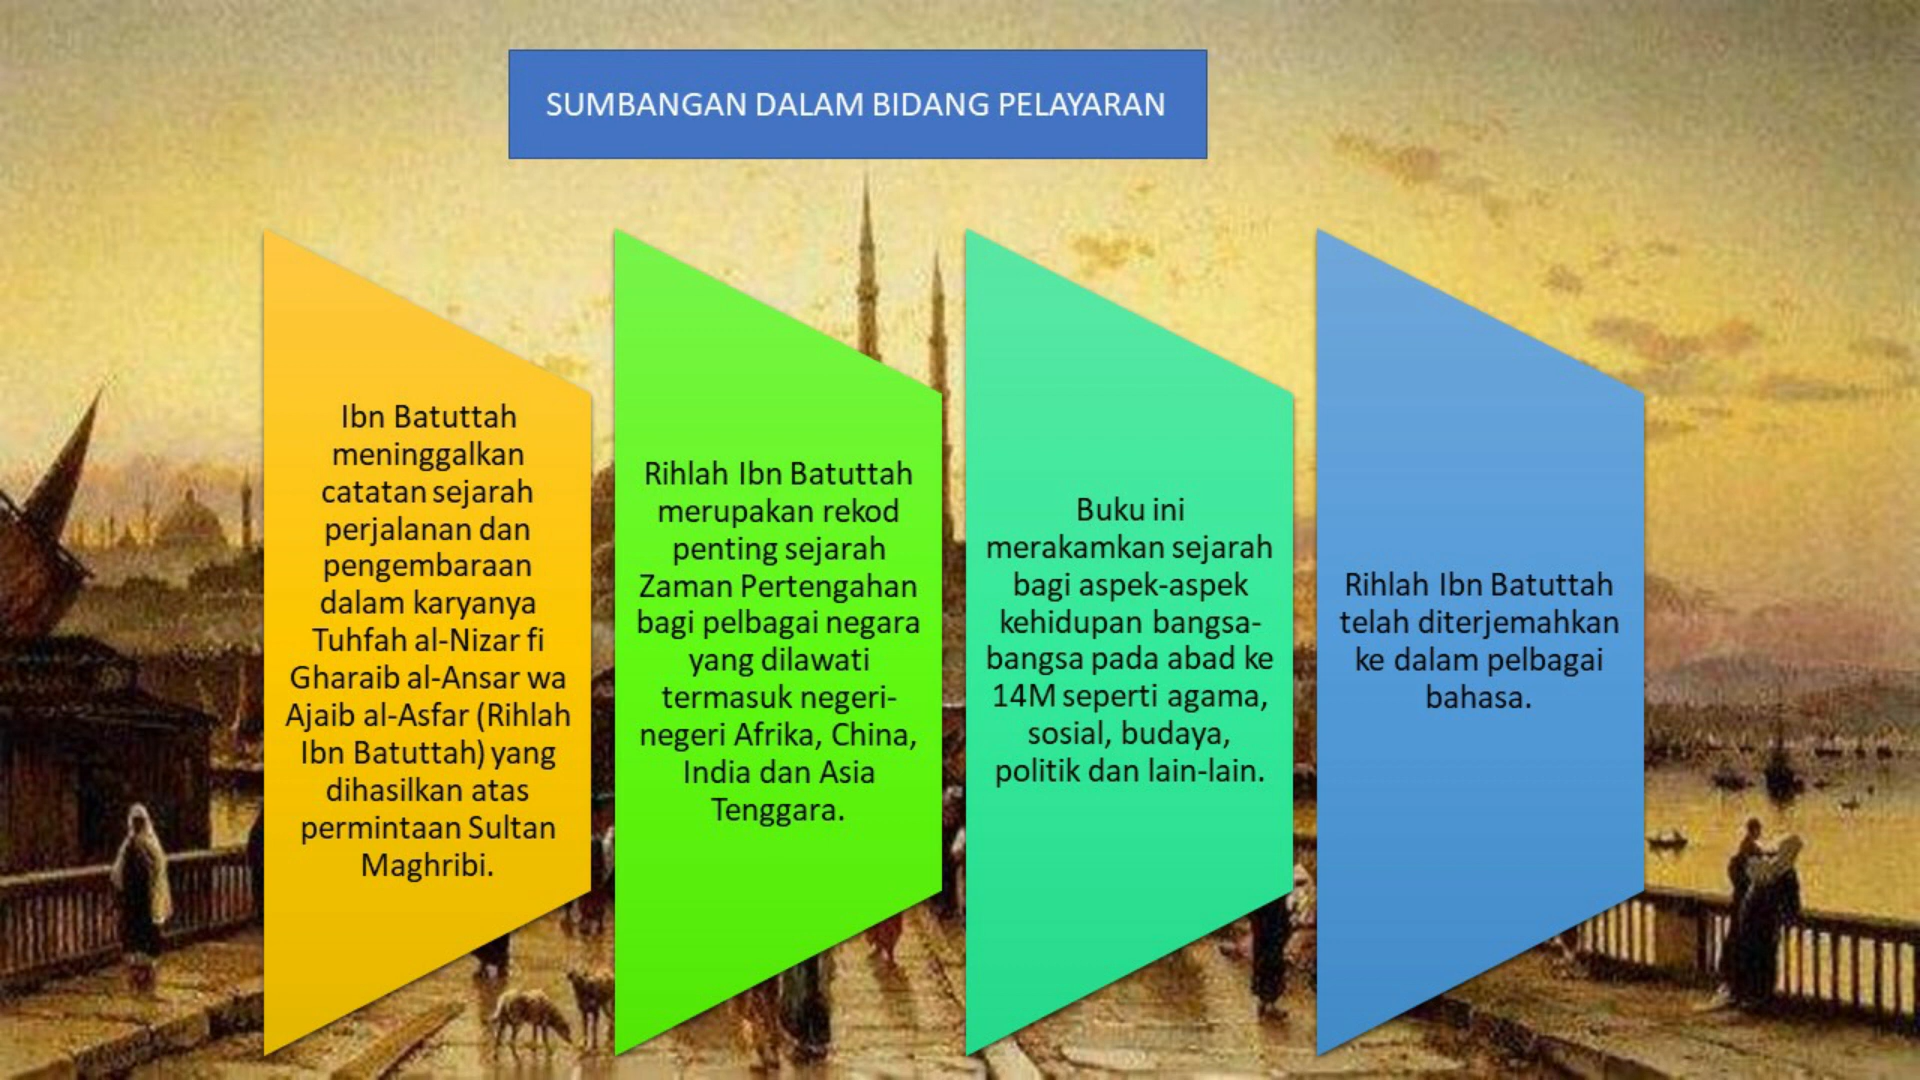 SUMBANGAN DALAM BIDANG PELAYARAN
Ibn Batuttah
meninggalkan
catatan sejarah
perjalanan dan
pengembaraan
dalam karyanya
Tuhfah al-Nizar fi
Gharaib al-Ansar wa
Ajaib al-Asfar (Rihlah
Ibn Batuttah) yang
dihasilkan atas
permintaan Sultan
Maghribi.
Rihlah Ibn Batuttah
merupakan rekod
penting sejarah
Zaman Pertengahan
bagi pelbagai negara
yang dilawati
termasuk negeri-
negeri Afrika, China,
India dan Asia
Tenggara.
Buku ini
merakamkan sejarah
bagi aspek-aspek
kehidupan bangsa-
bangsa pada abad ke
14M seperti agama,
sosial, budaya,
politik dan lain-lain.
Rihlah Ibn Batuttah
telah diterjemahkan
ke dalam pelbagai
bahasa.